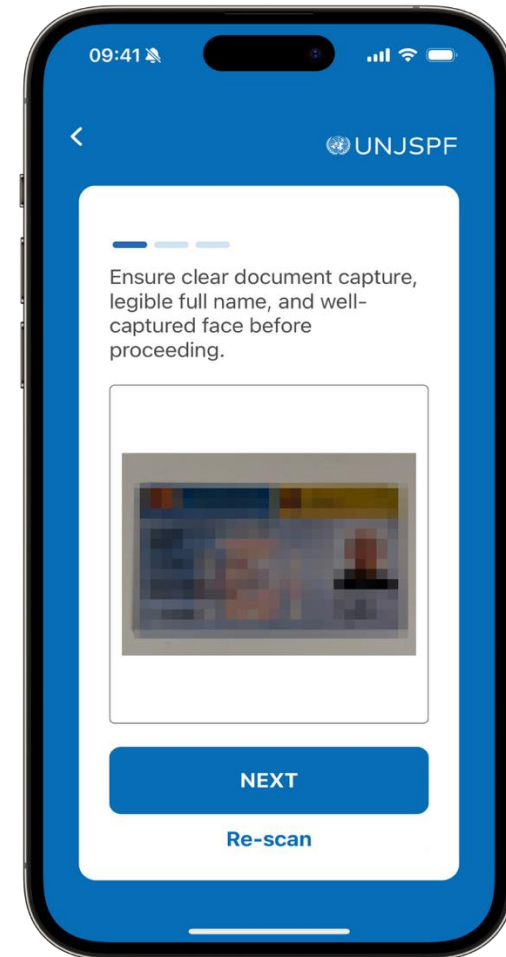 09:41
UNJSPF
Ensure clear document capture,
legible full name, and well-
captured face before
proceeding.
NEXT
Re-scan